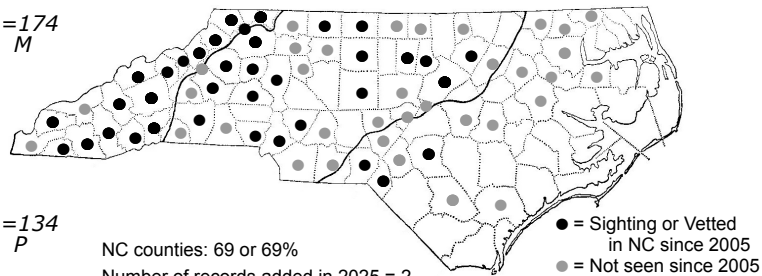 =174
M
=134
P
● = Sighting or Vetted
in NC since 2005
● = Not seen since 2005
NC counties: 69 or 69%
Number of records added in 2025 = 2